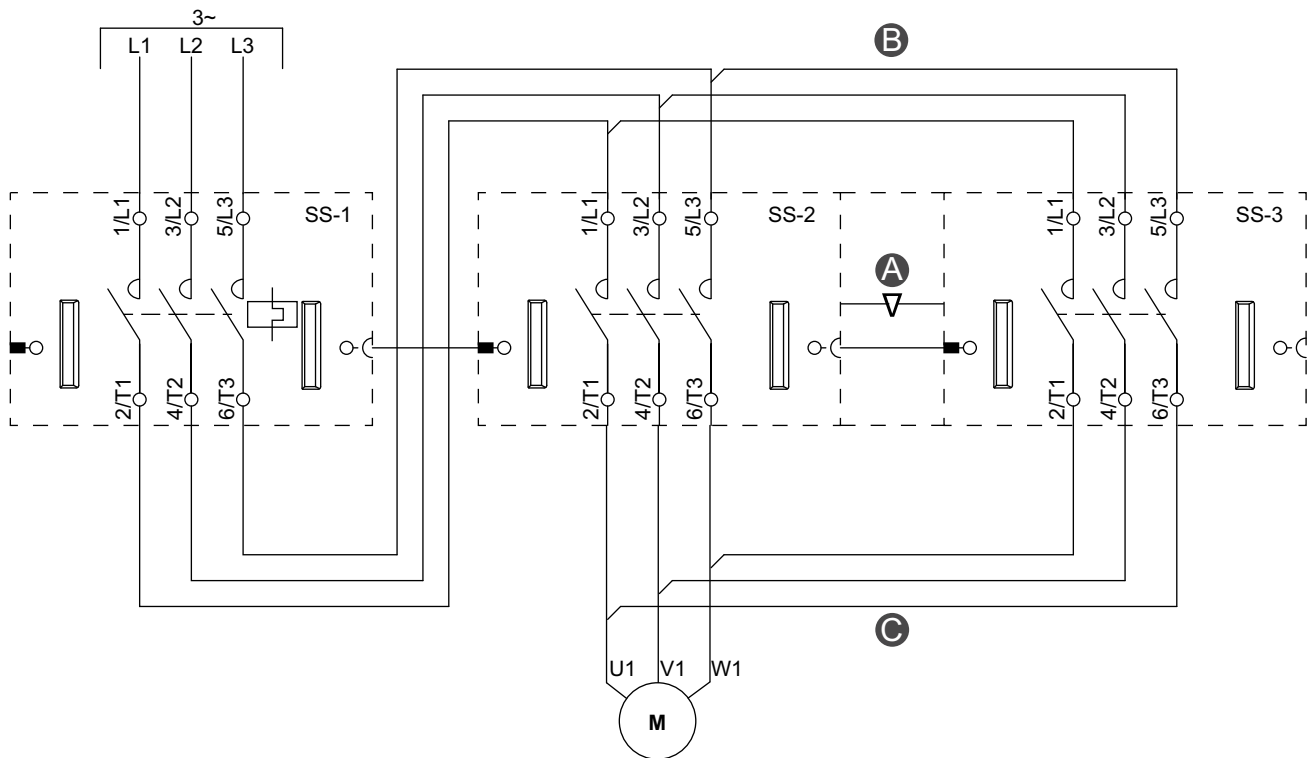 3~
L1 L2 L3
B
1/L1 3/L2 5/L3 SS-1
1/L1 3/L2 5/L3 SS-2
1/L1 3/L2 5/L3 SS-3
A
2/T1 4/T2 6/T3
2/T1 4/T2 6/T3
2/T1 4/T2 6/T3
C
U1 V1 W1
M